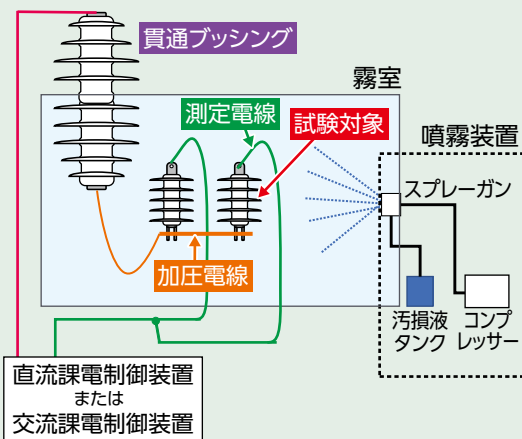 貫通ブッシング
霧室
測定電線
試験対象
噴霧装置
スプレーガン
加圧電線
汚損液
タンク
コンプ
レッサー
直流課電制御装置
または
交流課電制御装置